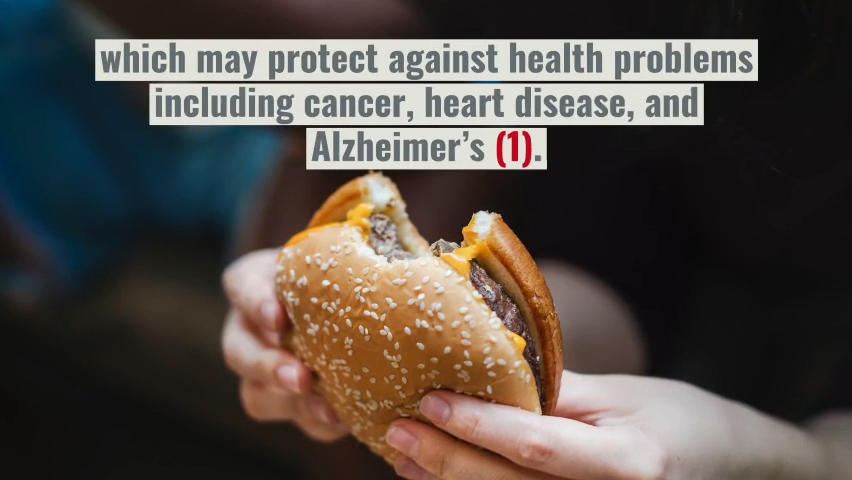 which may protect against health problems
including cancer, heart disease, and
Alzheimer’s (1).